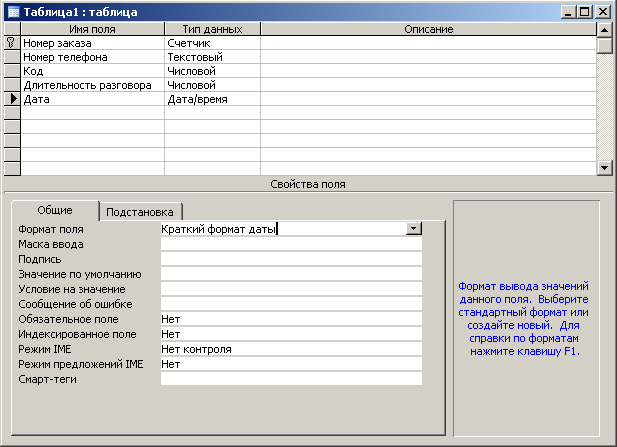 Таблица1 : таблица
Имя поля Тип данных Описание
Номер заказа Счетчик
Номер телефона Текстовый
Код Числовой
Длительность разговора Числовой
Дата Дата/время
Свойства поля
Общие Подстановка
Формат поля Краткий формат даты
Маска ввода
Подпись
Значение по умолчанию
Условие на значение
Сообщение об ошибке
Обязательное поле Нет
Индексированное поле Нет
Режим IME Нет контроля
Режим предложений IME Нет
Смарт-теги
Формат вывода значений
данного поля. Выберите
стандартный формат или
создайте новый. Для
справки по форматам
нажмите клавишу F1.